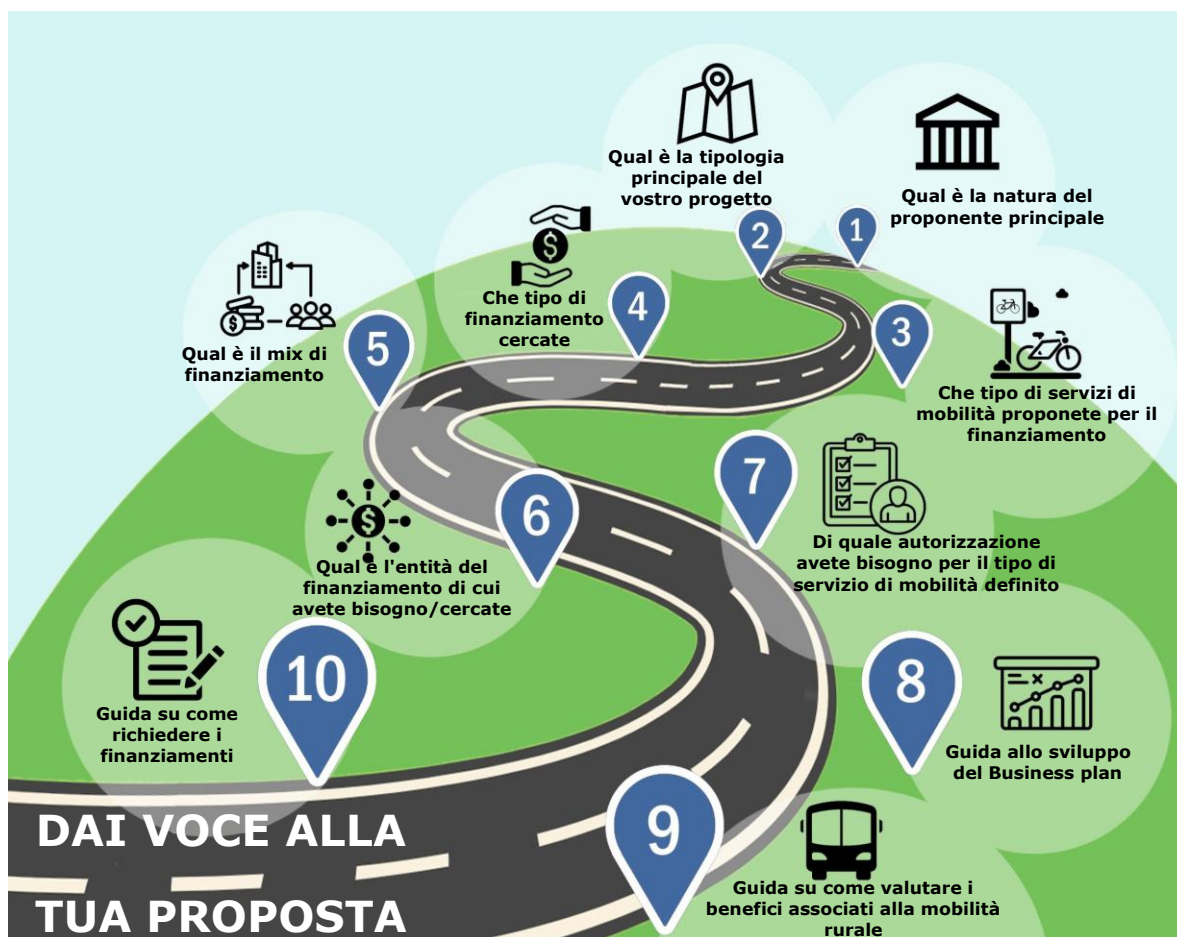 1
Qual è la natura del
proponente principale
2
Qual è la tipologia
principale del
vostro progetto
3
Che tipo di servizi di
mobilità proponete per il
finanziamento
4
Che tipo di
finanziamento
cercate
5
Qual è il mix di
finanziamento
6
Qual è l'entità del
finanziamento di cui
avete bisogno/cercate
7
Di quale autorizzazione
avete bisogno per il tipo di
servizio di mobilità definito
8
Guida allo sviluppo
del Business plan
9
Guida su come valutare i
benefici associati alla mobilità
rurale
10
Guida su come
richiedere i
finanziamenti
DAI VOCE ALLA
TUA PROPOSTA